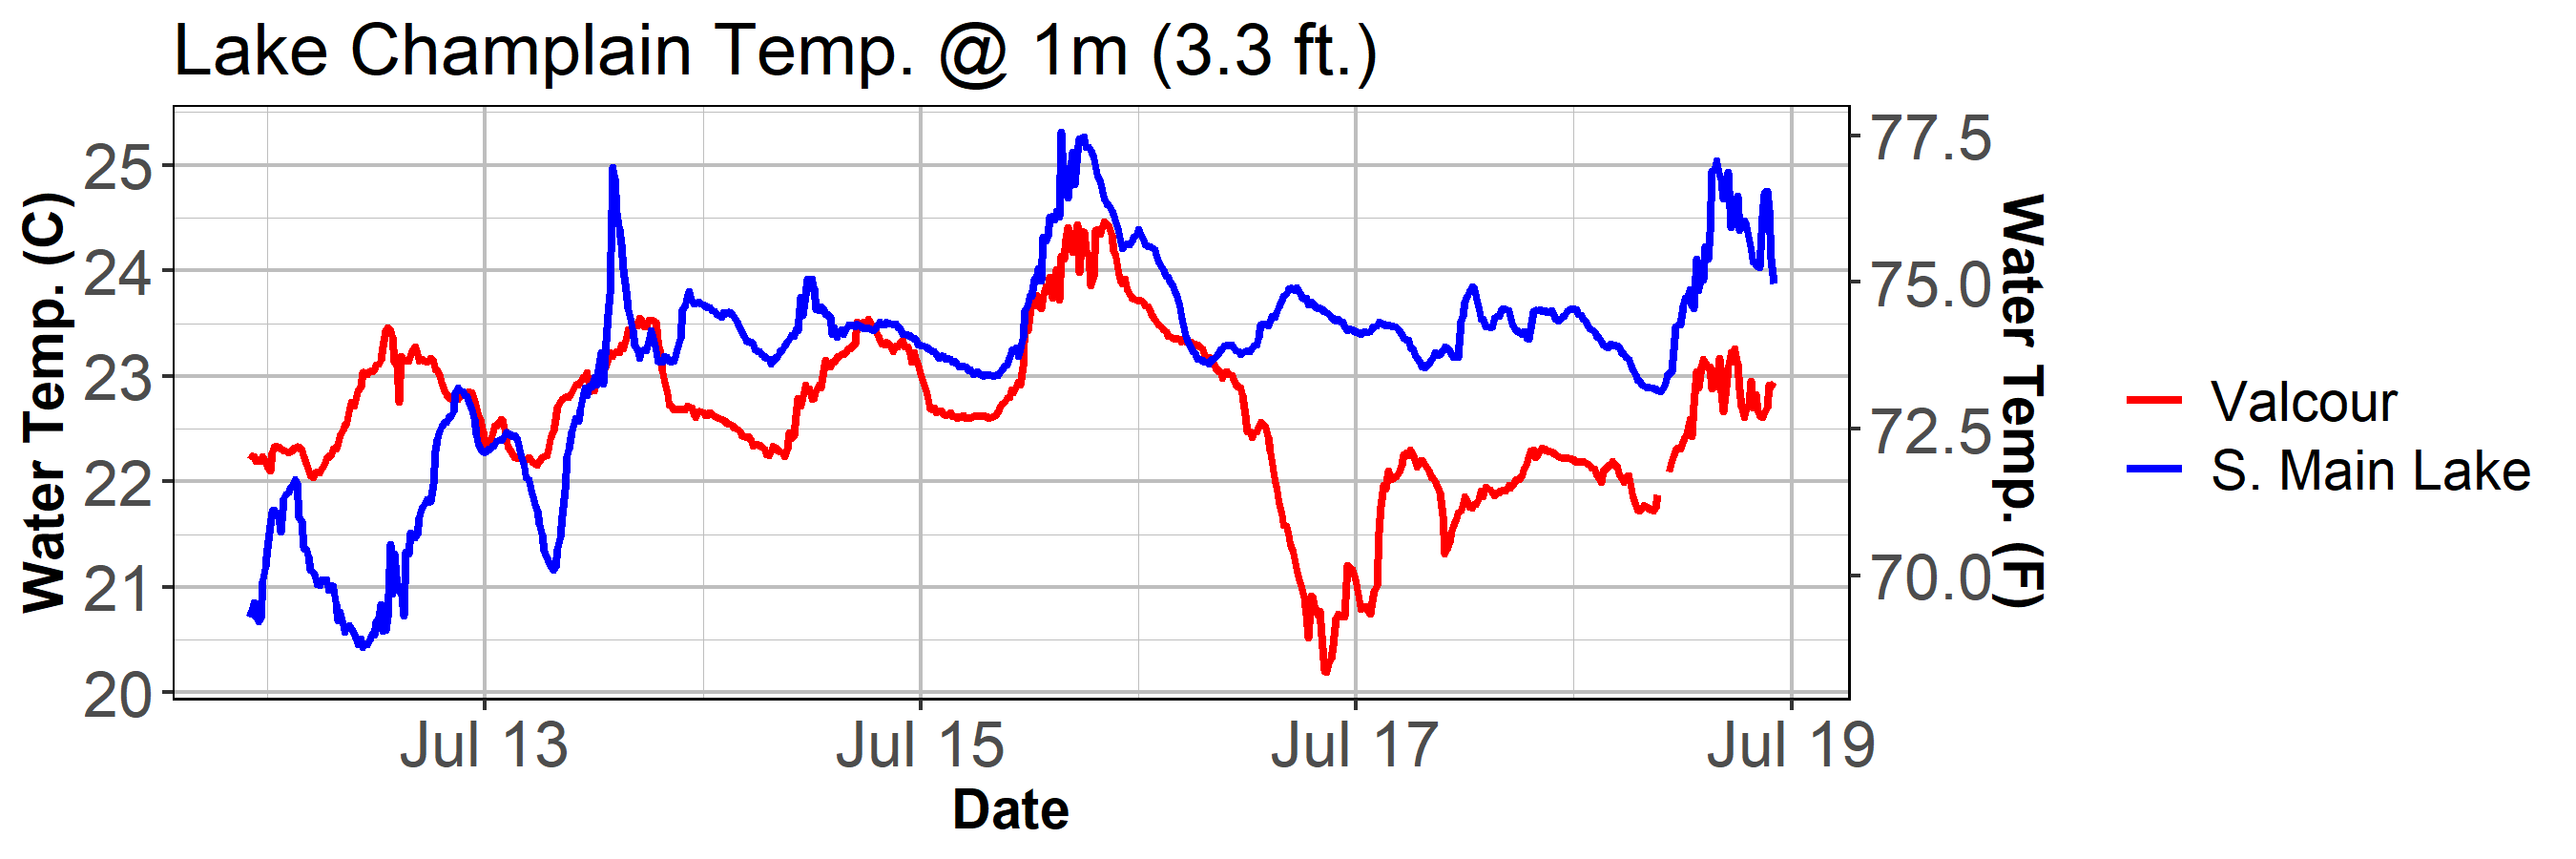 Lake Champlain Temp. @ 1m (3.3 ft.)
Water Temp. (C)
25
24
23
22
21
20
77.5
75.0
72.5
70.0
Water Temp. (F)
Jul 13
Jul 15
Jul 17
Jul 19
Date
Valcour
S. Main Lake